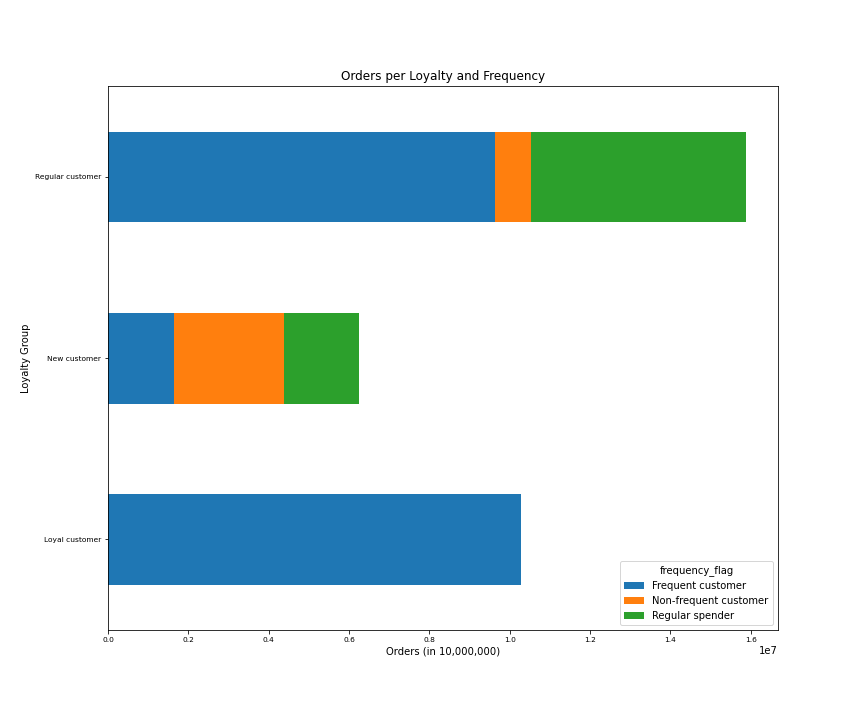 Orders per Loyalty and Frequency
Loyalty Group
Regular customer
New customer
Loyal customer
frequency_flag
Frequent customer
Non-frequent customer
Regular spender
0.0 0.2 0.4 0.6 0.8 1.0 1.2 1.4 1.6
Orders (in 10,000,000)
1e7